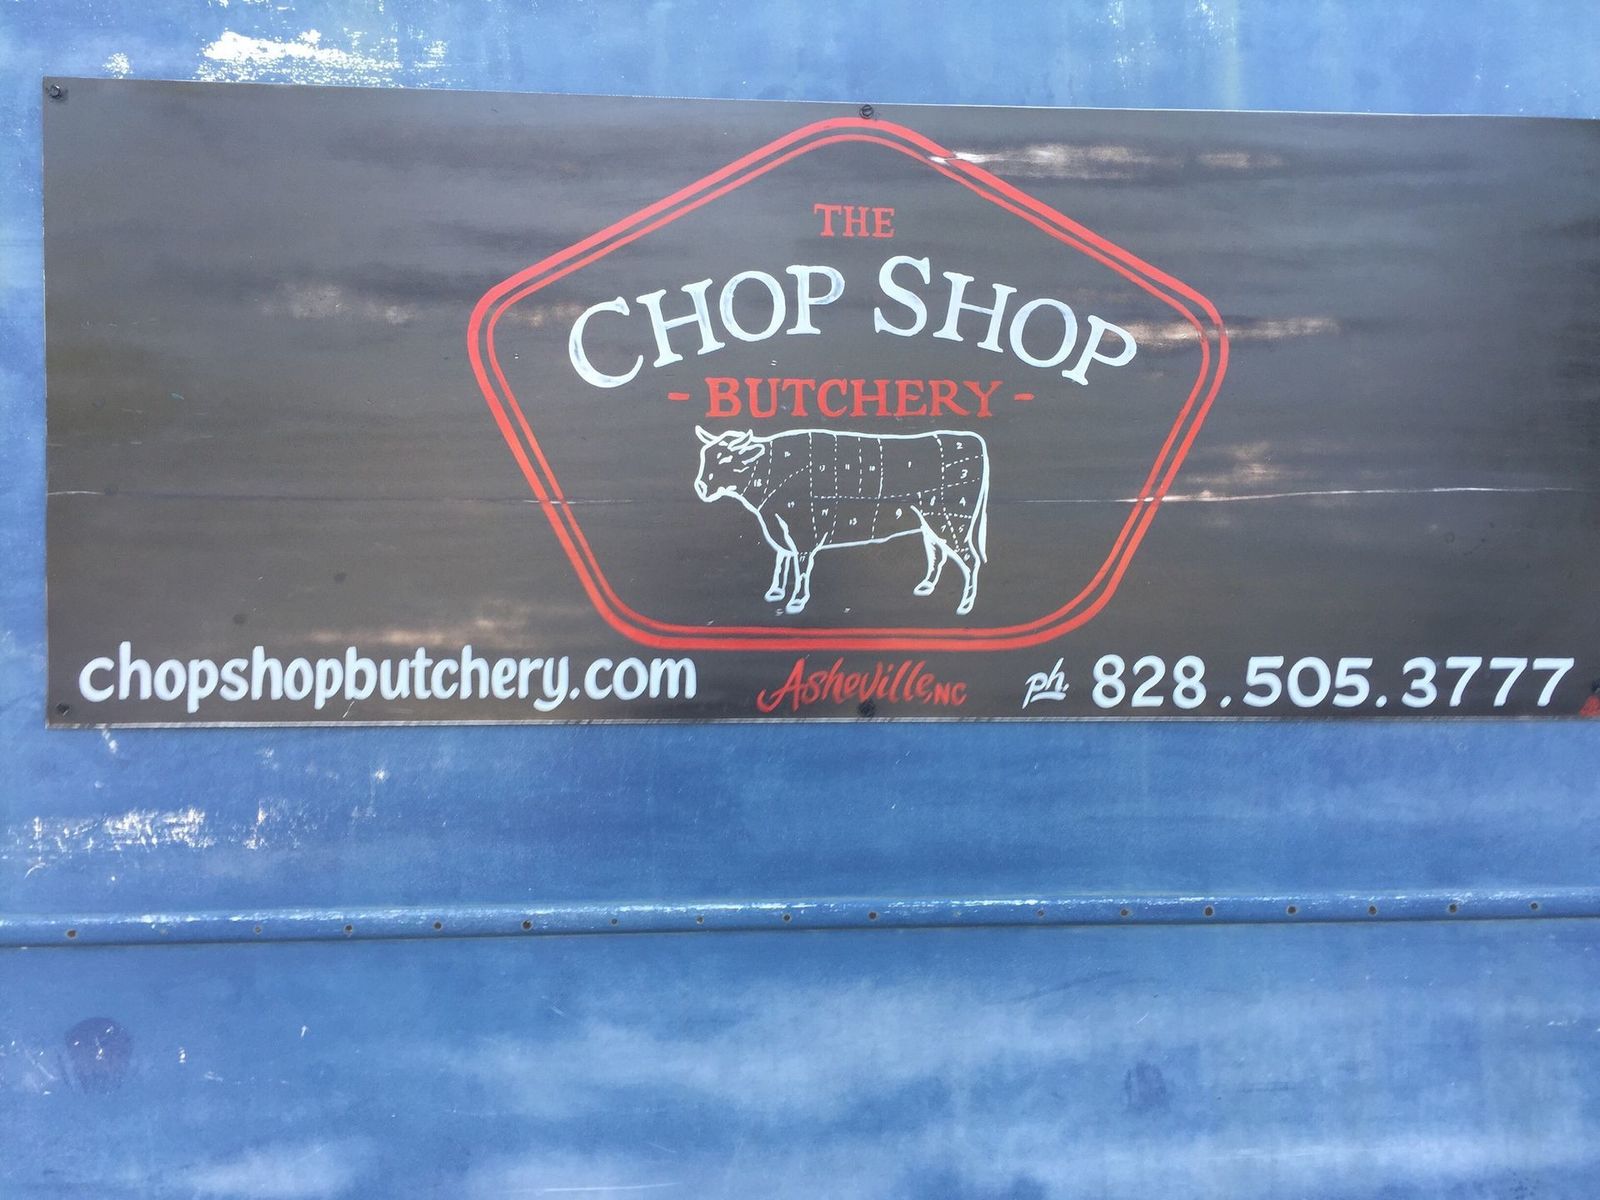 THE
CHOP SHOP
- BUTCHERY -
chopshopbutchery.com Asheville, NC ph. 828.505.3777